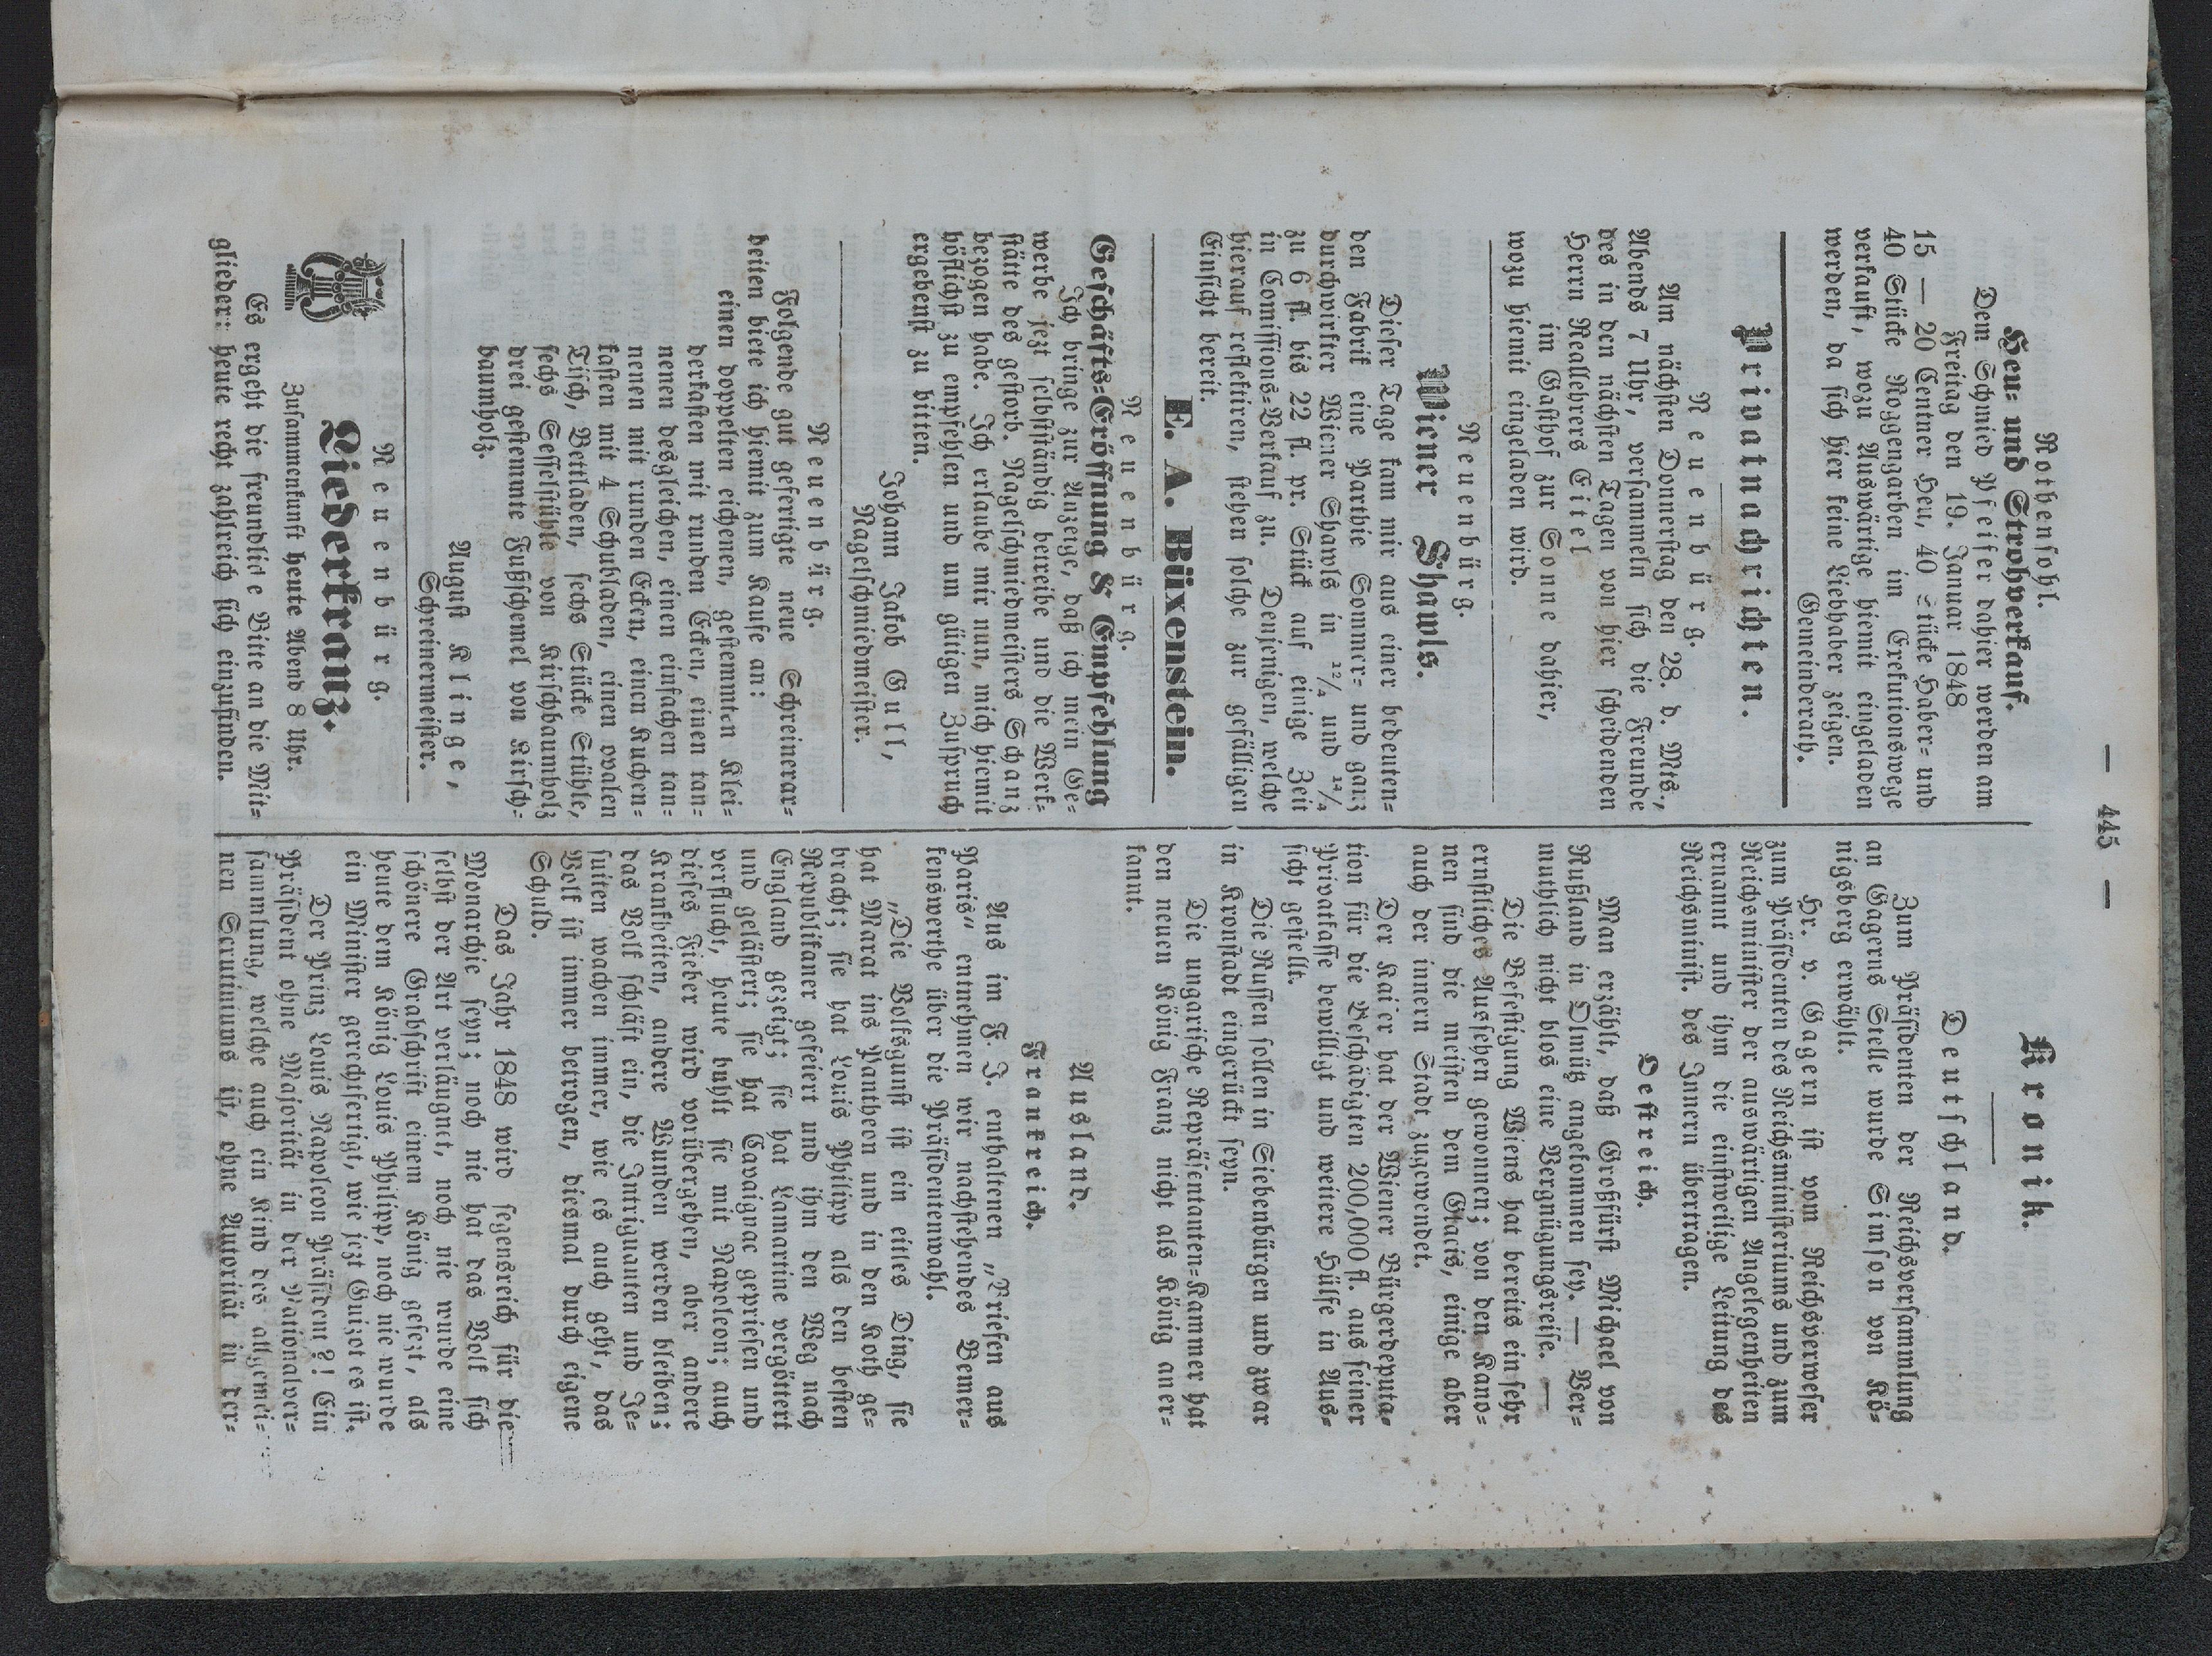 — 445 —
Rothensohl.
Heu- und Strohverkauf.
Dem Schmied Pfeifer dahier werden am
Freitag den 19. Januar 1848
15 — 20 Centner Heu, 40 Stücke Haber- und
40 Stücke Roggengarben im Exekutionswege
verkauft, wozu Auswärtige hiemit eingeladen
werden, da sich hier keine Liebhaber zeigen.
Gemeinderath.
Privatnachrichten.
Neuenbürg.
Am nächsten Donnerstag den 28. d. Mts.,
Abends 7 Uhr, versammeln sich die Freunde
des in den nächsten Tagen von hier scheidenden
Herrn Reallehrers Eitel
im Gasthof zur Sonne dahier,
wozu hiemit eingeladen wird.
Neuenbürg.
Wiener Shawls.
Dieser Tage kam mir aus einer bedeuten-
den Fabrik eine Parthie Sommer- und ganz
durchwirkter Wiener Shawls in ¹²/₄ und ¹⁴/₄
zu 6 fl. bis 22 fl. pr. Stück auf einige Zeit
in Comissions-Verkauf zu. Denjenigen, welche
hierauf reflektiren, stehen solche zur gefälligen
Einsicht bereit.
E. A. Büxenstein.
Neuenbürg.
Geschäfts-Eröffnung & Empfehlung
Ich bringe zur Anzeige, daß ich mein Ge-
werbe jezt selbstständig betreibe und die Werk-
stätte des gestorb. Nagelschmiedmeisters Schanz
bezogen habe. Ich erlaube mir nun, mich hiemit
höflichst zu empfehlen und um gütigen Zuspruch
ergebenst zu bitten.
Johann Jakob Gull,
Nagelschmiedmeister.
Neuenbürg.
Folgende gut gefertigte neue Schreinerar-
beiten biete ich hiemit zum Kaufe an:
einen doppelten eichenen, gestemmten Klei-
derkasten mit runden Ecken, einen tan-
nenen desgleichen, einen einfachen tan-
nenen mit runden Ecken, einen Kuchen-
kasten mit 4 Schubladen, einen ovalen
Tisch, Bettladen, sechs Stücke Stühle,
sechs Sesselstühle von Kirschbaumholz
drei gestemmte Fußschemel von Kirsch-
baumholz.
August Klinge,
Schreinermeister.
Neuenbürg.
Liederkranz.
Zusammenkunft heute Abend 8 Uhr.
Es ergeht die freundliche Bitte an die Mit-
glieder: heute recht zahlreich sich einzufinden.
Kronik.
Deutschland.
Zum Präsidenten der Reichsversammlung
an Gagerns Stelle wurde Simson von Kö-
nigsberg erwählt.
Hr. v. Gagern ist vom Reichsverweser
zum Präsidenten des Reichsministeriums und zum
Reichsminister der auswärtigen Angelegenheiten
ernannt und ihm die einstweilige Leitung des
Reichsminist. des Innern übertragen.
Oestreich.
Man erzählt, daß Großfürst Michael von
Rußland in Olmüz angekommen sey. — Ver-
muthlich nicht blos eine Vergnügungsreise. —
Die Befestigung Wiens hat bereits ein sehr
ernstliches Aussehen gewonnen; von den Kano-
nen sind die meisten dem Glacis, einige aber
auch der innern Stadt zugewendet.
Der Kaiser hat der Wiener Bürgerdeputa-
tion für die Beschädigten 200,000 fl. aus seiner
Privatkasse bewilligt und weitere Hülfe in Aus-
sicht gestellt.
Die Russen sollen in Siebenbürgen und zwar
in Kronstadt eingerückt seyn.
Die ungarische Repräsentanten-Kammer hat
den neuen König Franz nicht als König aner-
kannt.
Ausland.
Frankreich.
Aus im F. J. enthaltenen „Briefen aus
Paris“ entnehmen wir nachstehendes Bemer-
kenswerthe über die Präsidentenwahl.
„Die Volksgunst ist ein eitles Ding, sie
hat Marat ins Pantheon und in den Koth ge-
bracht; sie hat Louis Philipp als den besten
Republikaner gefeiert und ihm den Weg nach
England gezeigt; sie hat Lamartine vergöttert
und gelästert; sie hat Cavaignac gepriesen und
verflucht, heute buhlt sie mit Napoleon; auch
dieses Fieber wird vorübergehen, aber andere
Krankheiten, andere Wunden werden bleiben;
das Volk schläft ein, die Intriguanten und Je-
suiten wachen immer, wie es auch geht, das
Volk ist immer betrogen, diesmal durch eigene
Schuld.
Das Jahr 1848 wird segensreich für die
Monarchie seyn; noch nie hat das Volk sich
selbst der Art verläugnet, noch nie wurde eine
schönere Grabschrift einem König gesezt, als
heute dem König Louis Philipp, noch nie wurde
ein Minister gerechtfertigt, wie jezt Guizot es ist.
Der Prinz Louis Napoleon Präsident?! Ein
Präsident ohne Majorität in der Nationalver-
sammlung, welche auch ein Kind des allgemei-
nen Scrutiniums ist, ohne Autorität in der-